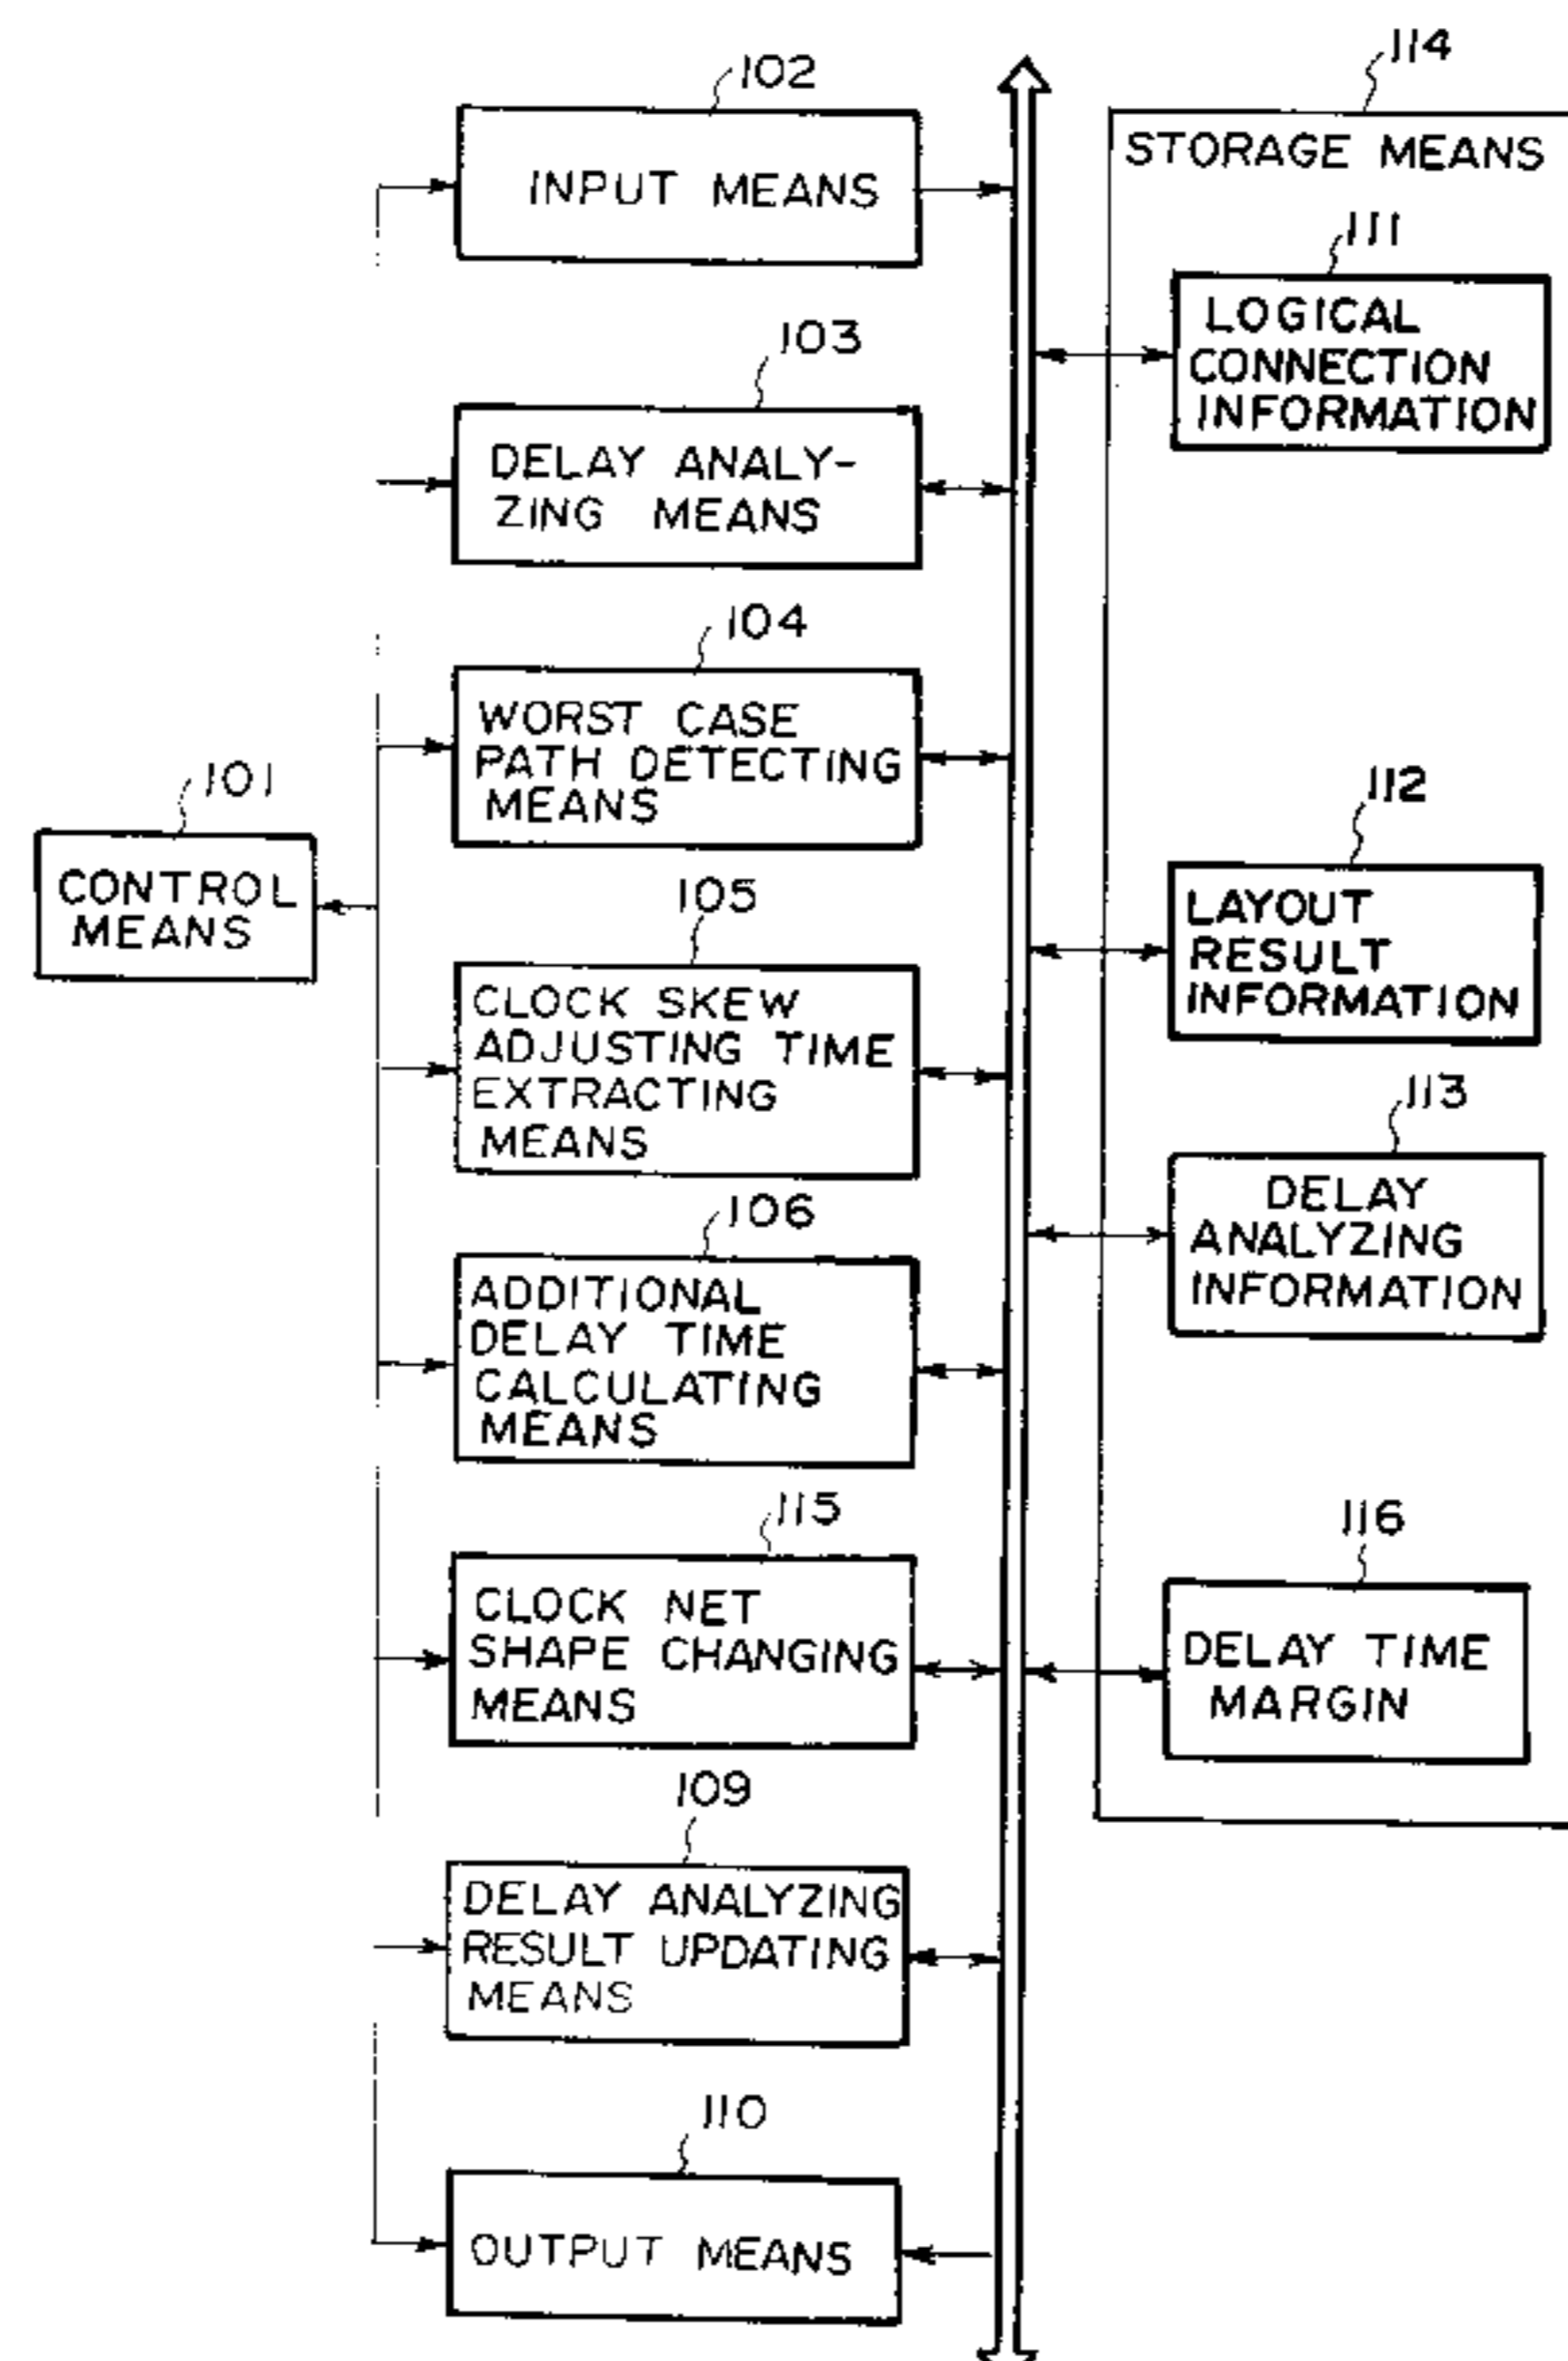 102
INPUT MEANS
103
DELAY ANALY-
ZING MEANS
104
WORST CASE
PATH DETECTING
MEANS
101
CONTROL
MEANS
105
CLOCK SKEW
ADJUSTING TIME
EXTRACTING
MEANS
106
ADDITIONAL
DELAY TIME
CALCULATING
MEANS
115
CLOCK NET
SHAPE CHANGING
MEANS
109
DELAY ANALYZING
RESULT UPDATING
MEANS
110
OUTPUT MEANS
114
STORAGE MEANS
111
LOGICAL
CONNECTION
INFORMATION
112
LAYOUT
RESULT
INFORMATION
113
DELAY
ANALYZING
INFORMATION
116
DELAY TIME
MARGIN